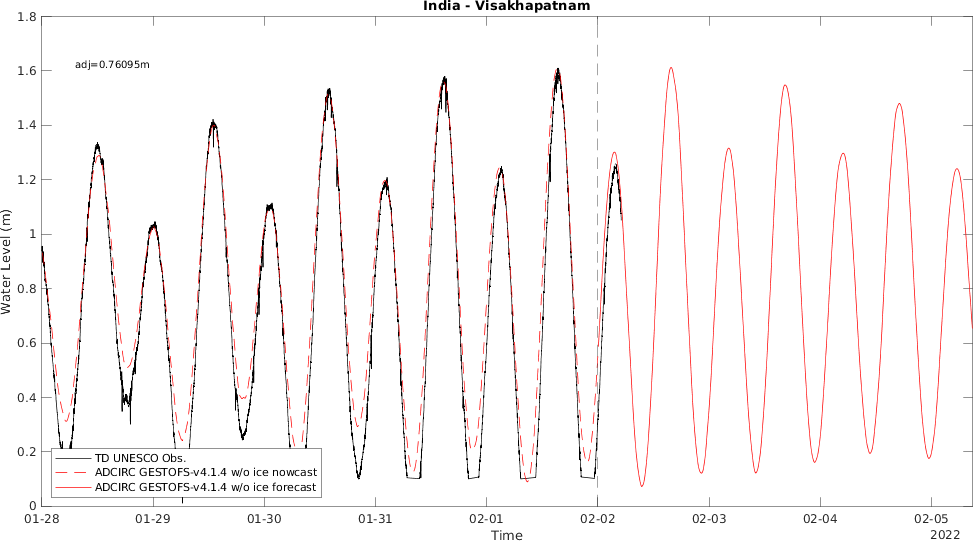 India - Visakhapatnam
adj=0.76095m
Water Level (m)
1.8
1.6
1.4
1.2
1
0.8
0.6
0.4
0.2
0
TD UNESCO Obs.
ADCIRC GESTOFS-v4.1.4 w/o ice nowcast
ADCIRC GESTOFS-v4.1.4 w/o ice forecast
01-28 01-29 01-30 01-31 02-01 02-02 02-03 02-04 02-05
Time
2022